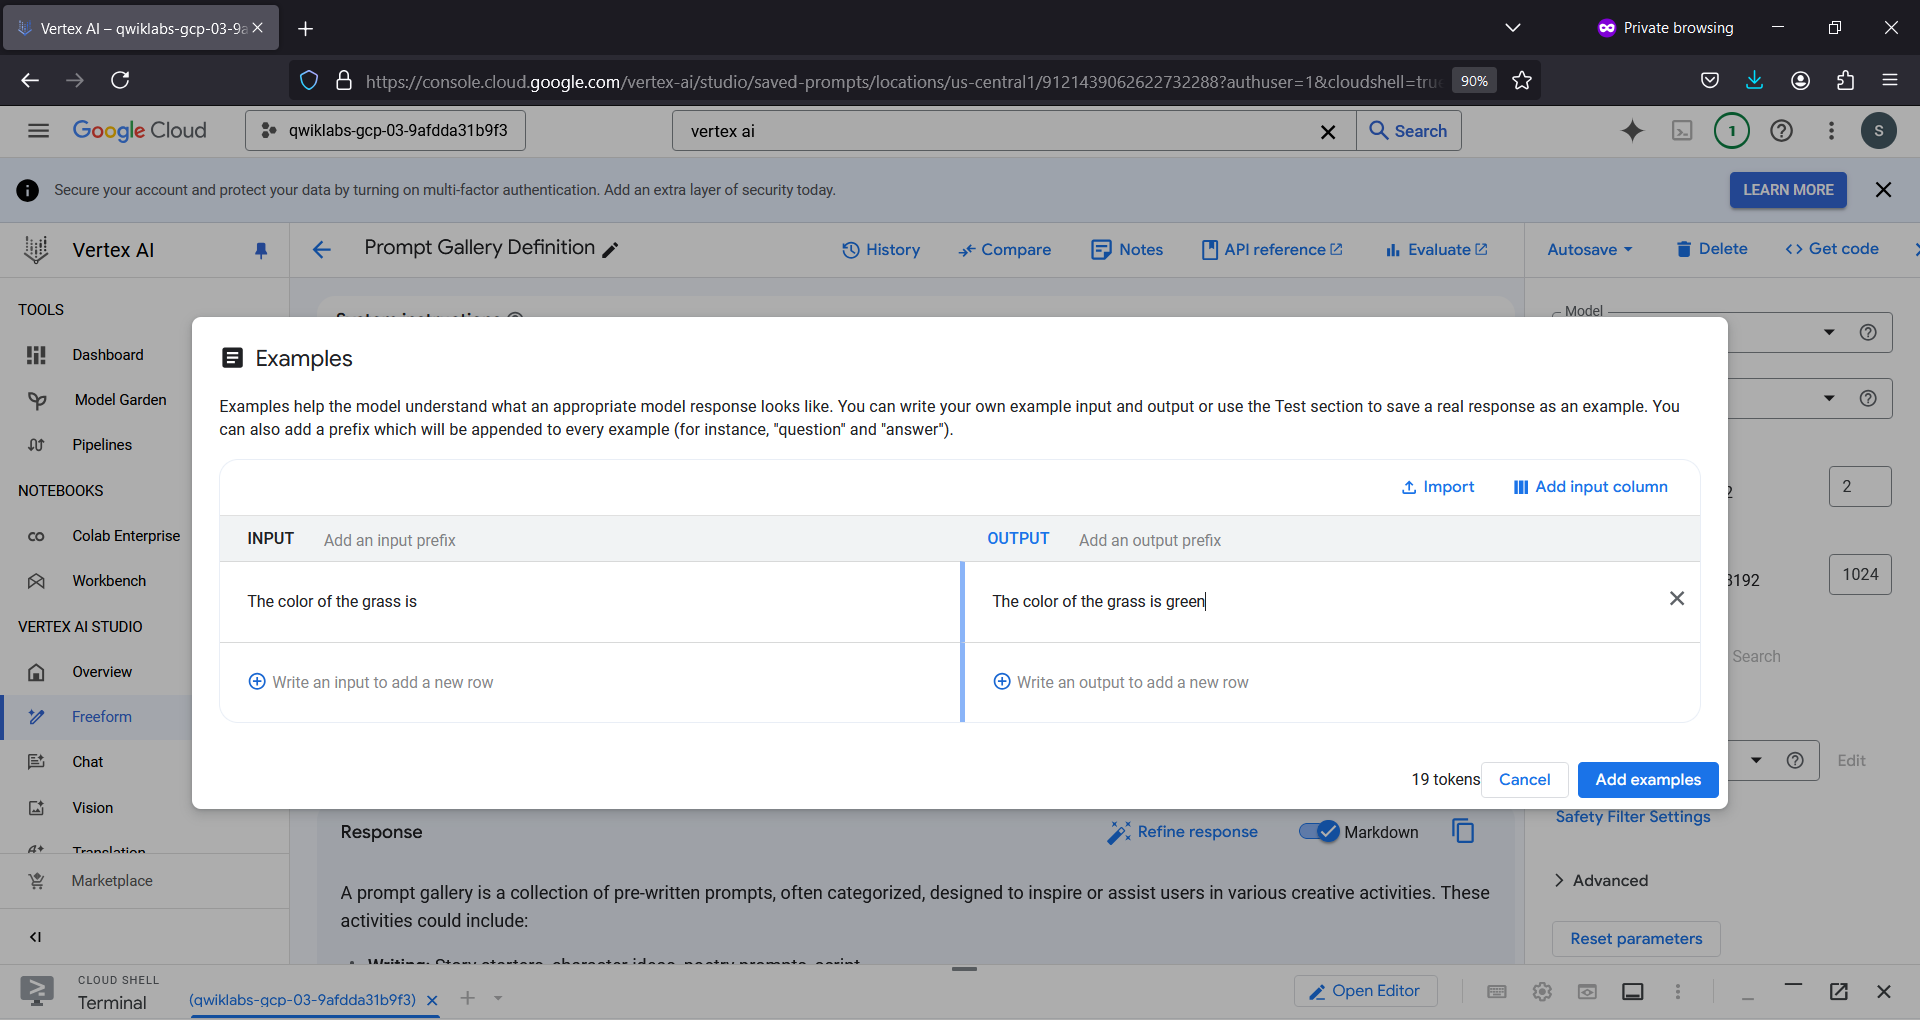 Vertex AI – qwiklabs-gcp-03-9a
Private browsing
https://console.cloud.google.com/vertex-ai/studio/saved-prompts/locations/us-central1/9121439062622732288?authuser=1&cloudshell=true
90%
Google Cloud
qwiklabs-gcp-03-9afdda31b9f3
vertex ai
Search
1
S
Secure your account and protect your data by turning on multi-factor authentication. Add an extra layer of security today.
LEARN MORE
Vertex AI
Prompt Gallery Definition
History
Compare
Notes
API reference
Evaluate
Autosave
Delete
Get code
TOOLS
Dashboard
Model Garden
Pipelines
NOTEBOOKS
Colab Enterprise
Workbench
VERTEX AI STUDIO
Overview
Freeform
Chat
Vision
Translation
Marketplace
System instructions
Model
Examples
Examples help the model understand what an appropriate model response looks like. You can write your own example input and output or use the Test section to save a real response as an example. You
can also add a prefix which will be appended to every example (for instance, "question" and "answer").
Import
Add input column
INPUT
Add an input prefix
OUTPUT
Add an output prefix
The color of the grass is
The color of the grass is green
Write an input to add a new row
Write an output to add a new row
19 tokens
Cancel
Add examples
2
2
8192
1024
Search
Edit
Safety Filter Settings
Advanced
Reset parameters
Response
Refine response
Markdown
A prompt gallery is a collection of pre-written prompts, often categorized, designed to inspire or assist users in various creative activities. These
activities could include:
Writing: Story starters, character ideas, poetry prompts, script
CLOUD SHELL
Terminal
(qwiklabs-gcp-03-9afdda31b9f3)
Open Editor